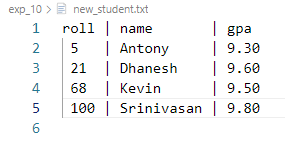 exp_10 > new_student.txt
1 roll | name | gpa
2 5 | Antony | 9.30
3 21 | Dhanesh | 9.60
4 68 | Kevin | 9.50
5 100 | Srinivasan | 9.80
6